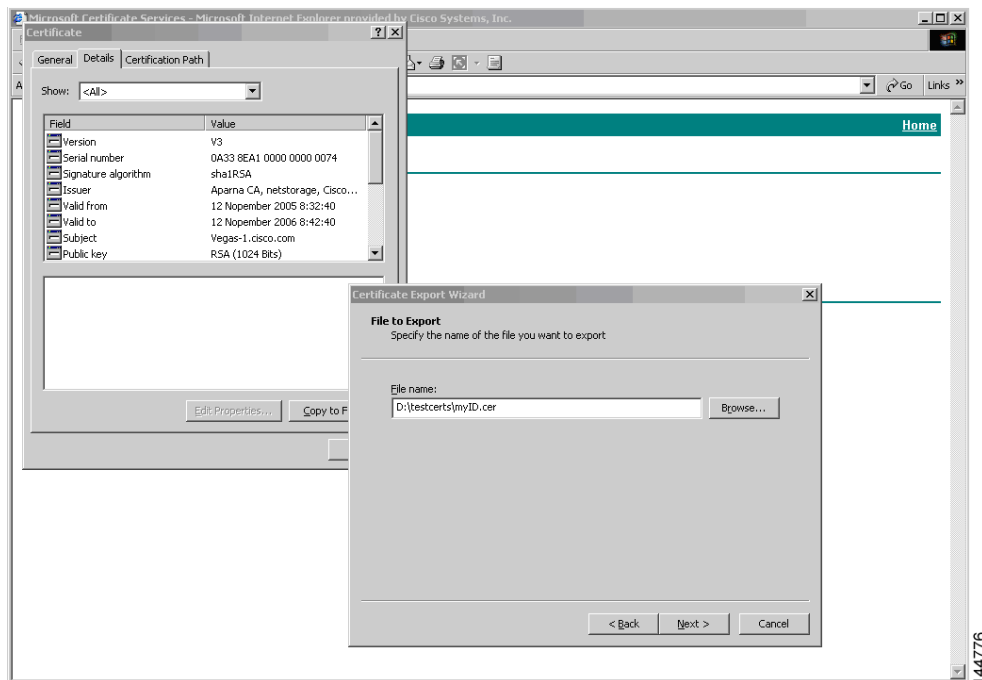 Microsoft Certificate Services - Microsoft Internet Explorer provided by Cisco Systems, Inc.
Certificate
General Details Certification Path
Show: <All>
Field Value
Version V3
Serial number 0A33 8EA1 0000 0000 0074
Signature algorithm sha1RSA
Issuer Aparna CA, netstorage, Cisco...
Valid from 12 Nopember 2005 8:32:40
Valid to 12 Nopember 2006 8:42:40
Subject Vegas-1.cisco.com
Public key RSA (1024 Bits)
Edit Properties... Copy to F
Go Links »
Home
Certificate Export Wizard
File to Export
Specify the name of the file you want to export
File name:
D:\testcerts\myID.cer Browse...
< Back Next > Cancel
144776